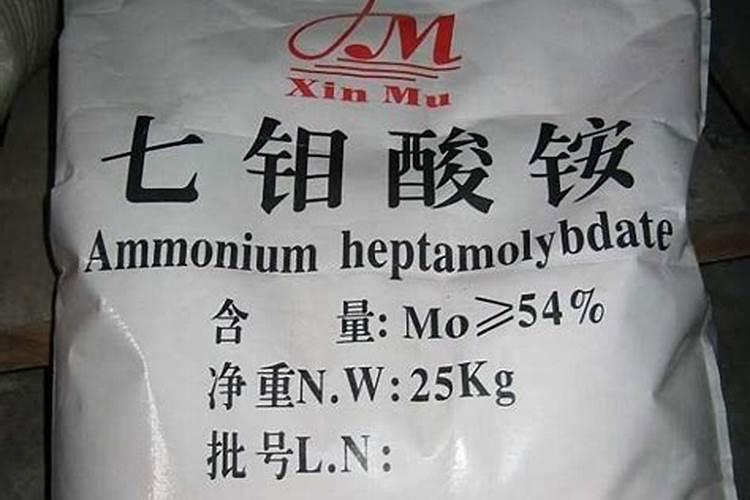 JM
Xin Mu
七钼酸铵
Ammonium heptamolybdate
含量: Mo≥54%
净重N.W:25Kg
批号L.N: